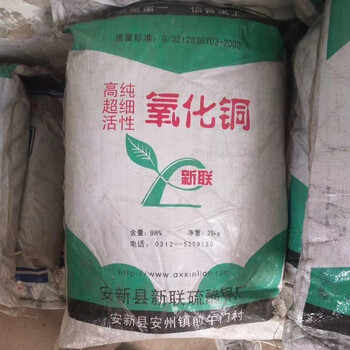 质量标准: Q/321283GY03-2002
高纯
超细
活性
氧化铜
新联
含量: 98% 净重: 25kg
电话: 0312-5229130
http://www.axxinlian.com
安新县新联硫酸铜厂
安新县安州镇前午门村